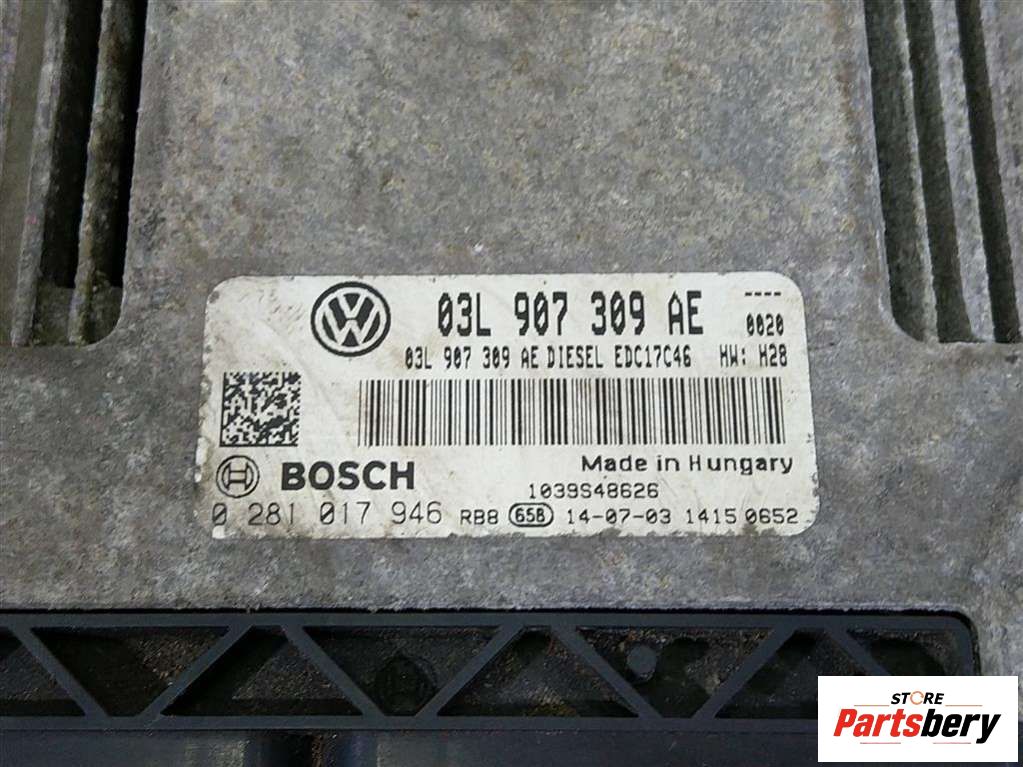 03L 907 309 AE
----
0020
03L 907 309 AE DIESEL EDC17C46 HW: H28
BOSCH
Made in Hungary
1039S48626
0 281 017 946 RB8 658 14-07-03 1415 0652
STORE
Partsbery